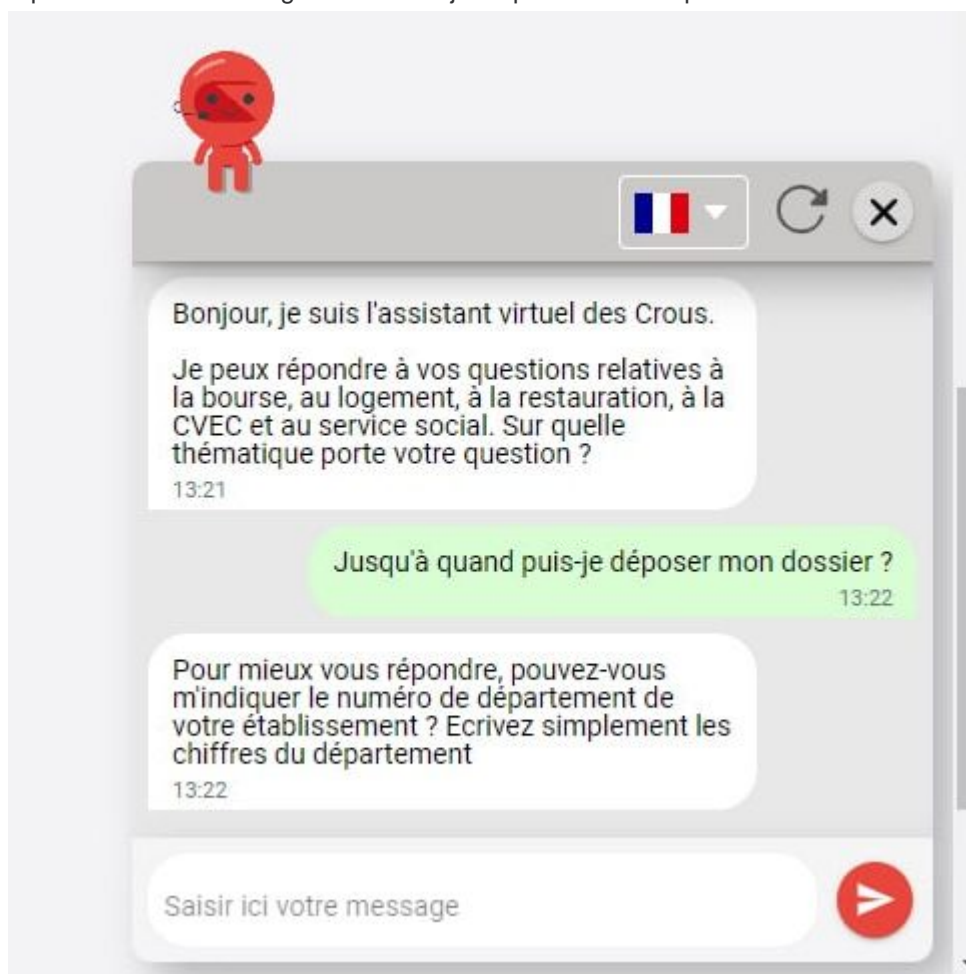 Bonjour, je suis l'assistant virtuel des Crous.
Je peux répondre à vos questions relatives à
la bourse, au logement, à la restauration, à la
CVEC et au service social. Sur quelle
thématique porte votre question ?
13:21
Jusqu'à quand puis-je déposer mon dossier ?
13:22
Pour mieux vous répondre, pouvez-vous
m'indiquer le numéro de département de
votre établissement ? Ecrivez simplement les
chiffres du département
13:22
Saisir ici votre message